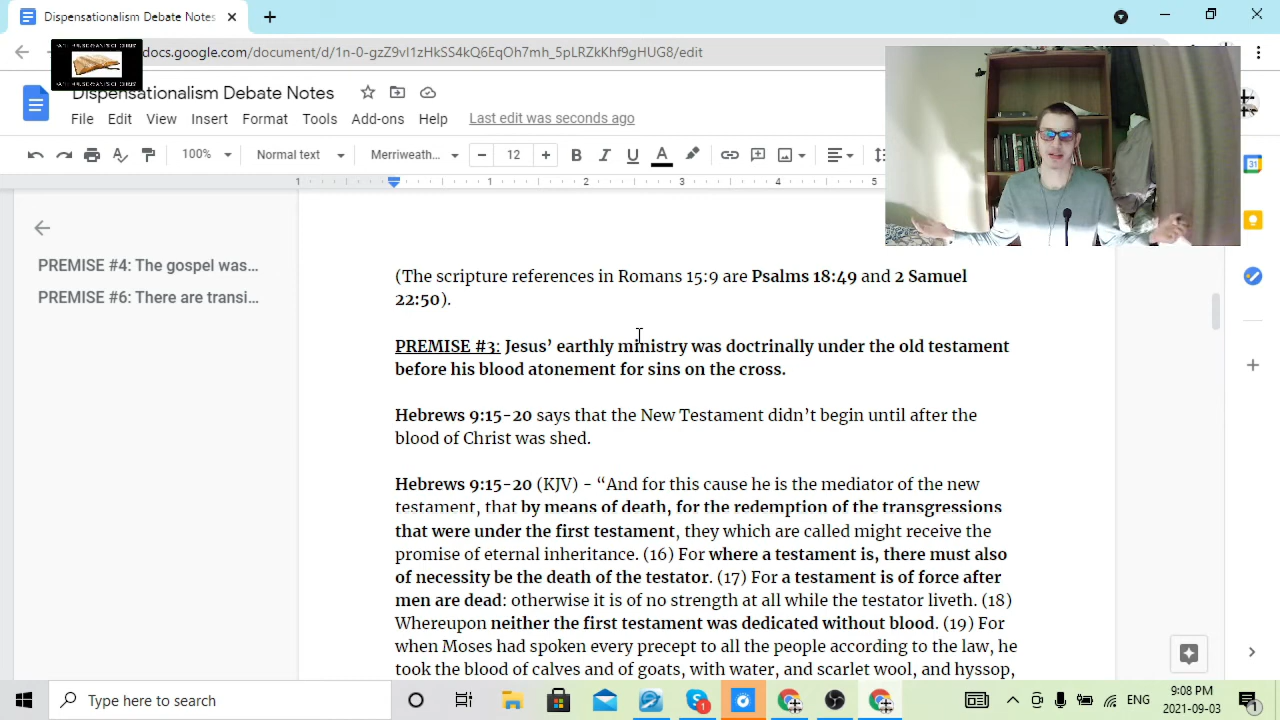 Dispensationalism Debate Notes
docs.google.com/document/d/1n-0-gzZ9vI1zHKSS4kOsEqbh7mh_5pLRZkKhf9gHUG8/edit
Dispensationalism Debate Notes
File Edit View Insert Format Tools Add-ons Help Last edit was seconds ago
100% Normal text Merriweath... 12 B I U A
1 2 3 4 5
31
PREMISE #4: The gospel was...
PREMISE #6: There are transi...
(The scripture references in Romans 15:9 are Psalms 18:49 and 2 Samuel
22:50).
PREMISE #3: Jesus’ earthly ministry was doctrinally under the old testament
before his blood atonement for sins on the cross.
Hebrews 9:15-20 says that the New Testament didn’t begin until after the
blood of Christ was shed.
Hebrews 9:15-20 (KJV) - “And for this cause he is the mediator of the new
testament, that by means of death, for the redemption of the transgressions
that were under the first testament, they which are called might receive the
promise of eternal inheritance. (16) For where a testament is, there must also
of necessity be the death of the testator. (17) For a testament is of force after
men are dead: otherwise it is of no strength at all while the testator liveth. (18)
Whereupon neither the first testament was dedicated without blood. (19) For
when Moses had spoken every precept to all the people according to the law, he
took the blood of calves and of goats, with water, and scarlet wool, and hyssop,
Type here to search
1
ENG
9:08 PM
2021-09-03
1